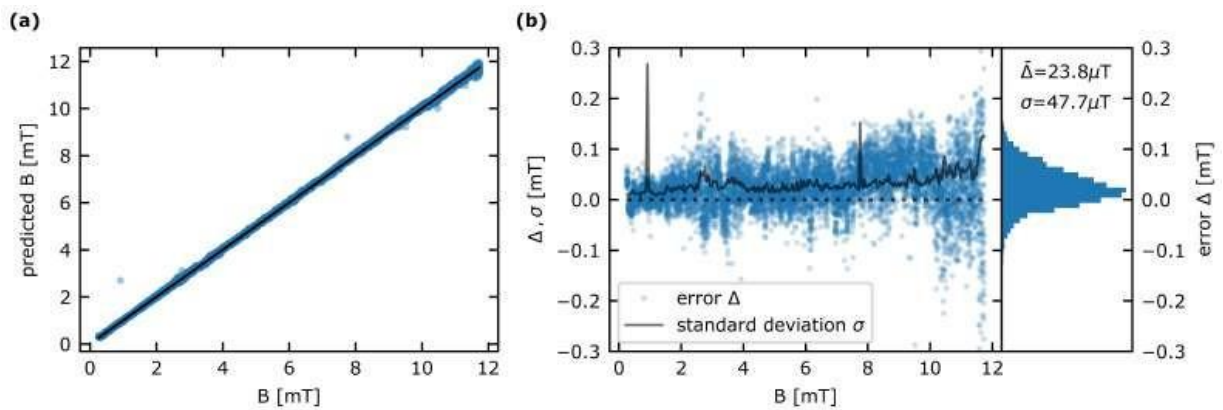 (a)
12
10
8
6
4
2
0
predicted B [mT]
0 2 4 6 8 10 12
B [mT]
(b)
0.3
0.2
0.1
0.0
−0.1
−0.2
−0.3
Δ, σ [mT]
error Δ
standard deviation σ
0 2 4 6 8 10 12
B [mT]
Δ̄=23.8μT
σ=47.7μT
0.3
0.2
0.1
0.0
−0.1
−0.2
−0.3
error Δ [mT]